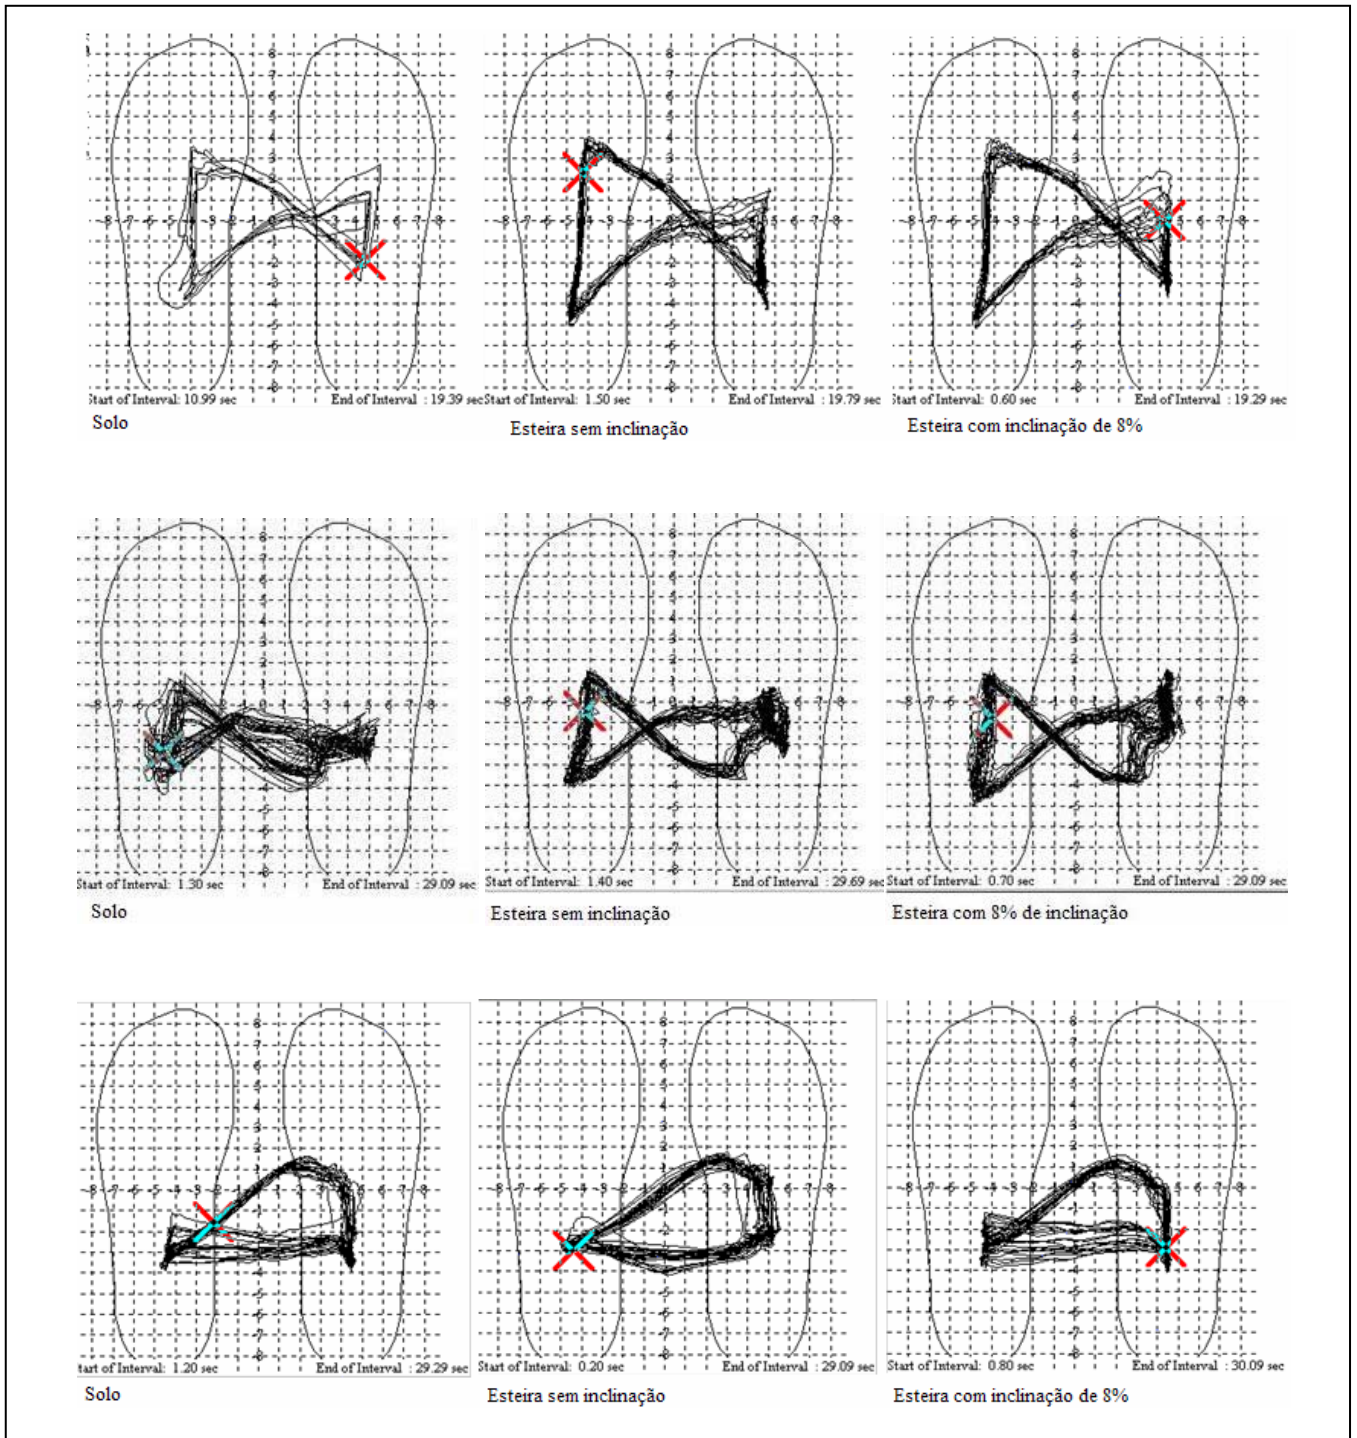 Start of Interval: 10.99 sec End of Interval : 19.39 sec
Start of Interval: 1.50 sec End of Interval : 19.79 sec
Start of Interval: 0.60 sec End of Interval : 19.29 sec
Solo
Esteira sem inclinação
Esteira com inclinação de 8%
Start of Interval: 1.30 sec End of Interval : 29.09 sec
Start of Interval: 1.40 sec End of Interval : 29.69 sec
Start of Interval: 0.70 sec End of Interval : 29.09 sec
Solo
Esteira sem inclinação
Esteira com 8% de inclinação
tart of Interval: 1.20 sec End of Interval : 29.29 sec
Start of Interval: 0.20 sec End of Interval : 29.09 sec
Start of Interval: 0.80 sec End of Interval : 30.09 sec
Solo
Esteira sem inclinação
Esteira com inclinação de 8%